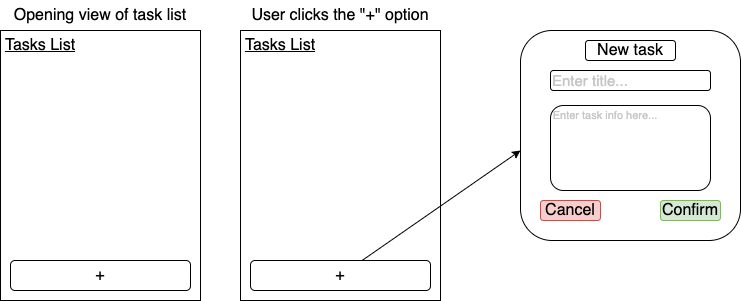 Opening view of task list
Tasks List
+
User clicks the "+" option
Tasks List
+
New task
Enter title...
Enter task info here...
Cancel
Confirm